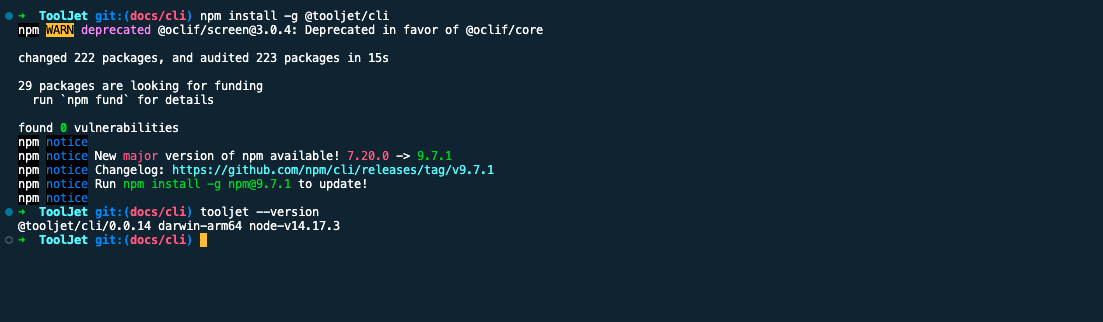 ➜  ToolJet git:(docs/cli) npm install -g @tooljet/cli
npm WARN deprecated @oclif/screen@3.0.4: Deprecated in favor of @oclif/core
changed 222 packages, and audited 223 packages in 15s
29 packages are looking for funding
  run `npm fund` for details
found 0 vulnerabilities
npm notice
npm notice New major version of npm available! 7.20.0 -> 9.7.1
npm notice Changelog: https://github.com/npm/cli/releases/tag/v9.7.1
npm notice Run npm install -g npm@9.7.1 to update!
npm notice
➜  ToolJet git:(docs/cli) tooljet --version
@tooljet/cli/0.0.14 darwin-arm64 node-v14.17.3
➜  ToolJet git:(docs/cli)